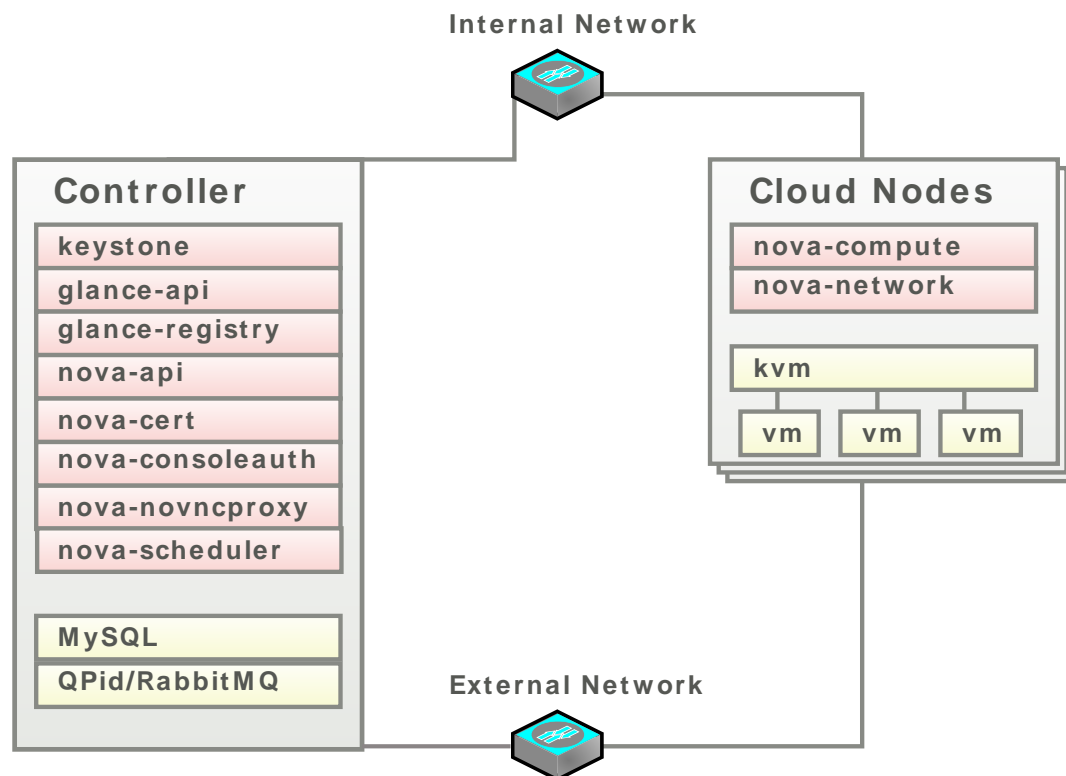 Internal Network
Controller
keystone
glance-api
glance-registry
nova-api
nova-cert
nova-consoleauth
nova-novncproxy
nova-scheduler
MySQL
QPid/RabbitMQ
Cloud Nodes
nova-compute
nova-network
kvm
vm vm vm
External Network